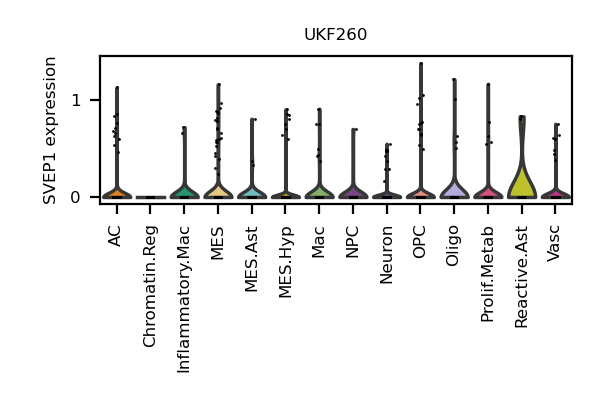 UKF260
SVEP1 expression
1
0
AC
Chromatin.Reg
Inflammatory.Mac
MES
MES.Ast
MES.Hyp
Mac
NPC
Neuron
OPC
Oligo
Prolif.Metab
Reactive.Ast
Vasc